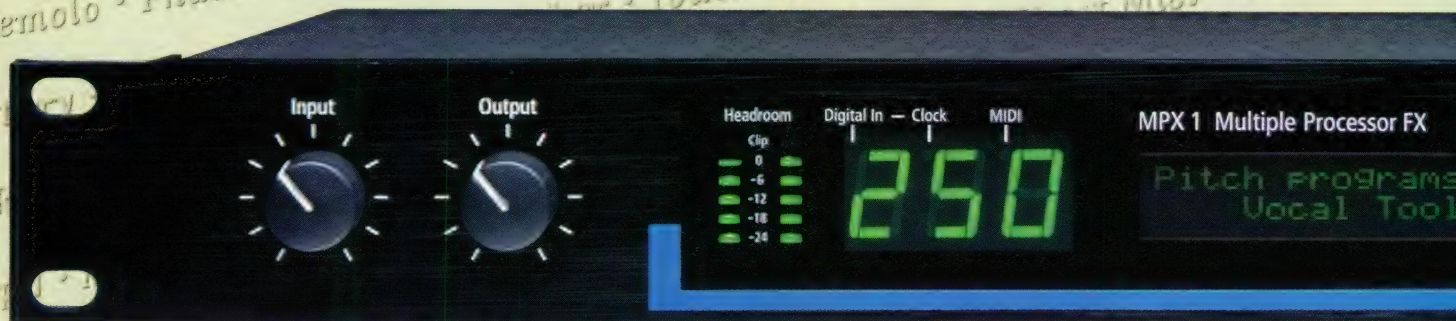 Input
Output
Headroom
Clip
0
-6
-12
-18
-24
Digital In – Clock
MIDI
250
MPX 1 Multiple Processor FX
Pitch programs
Vocal